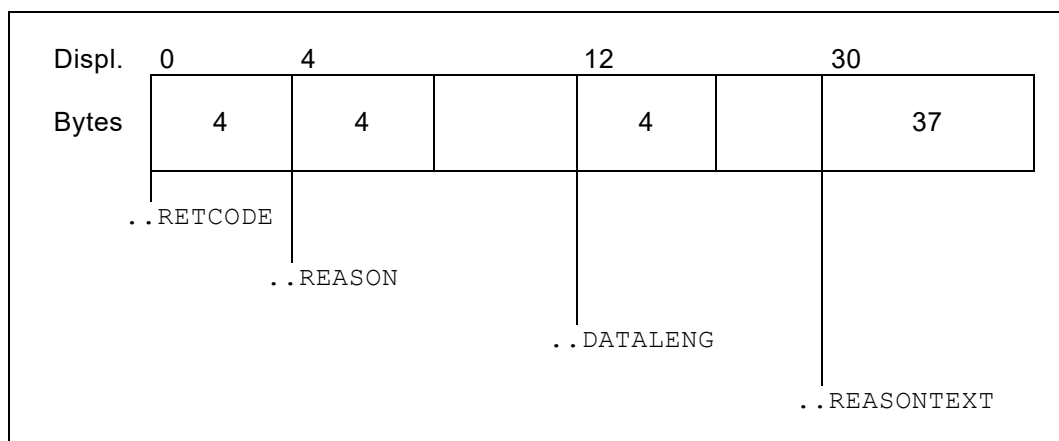 Displ. 0 4 12 30
Bytes 4 4 4 37
..RETCODE
..REASON
..DATALENG
..REASONTEXT